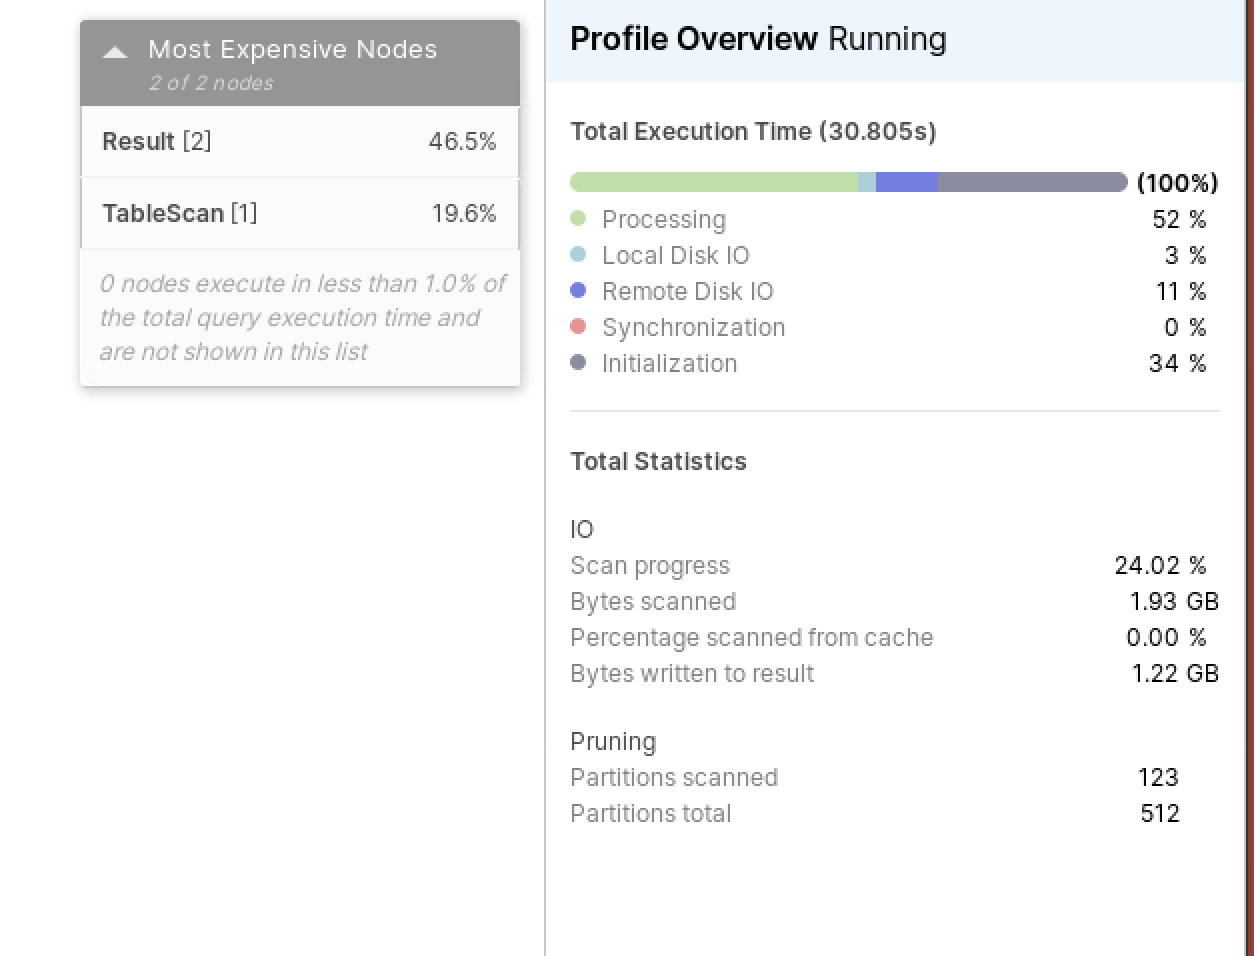 Most Expensive Nodes
2 of 2 nodes
Result [2] 46.5%
TableScan [1] 19.6%
0 nodes execute in less than 1.0% of
the total query execution time and
are not shown in this list
Profile Overview Running
Total Execution Time (30.805s)
(100%)
Processing 52 %
Local Disk IO 3 %
Remote Disk IO 11 %
Synchronization 0 %
Initialization 34 %
Total Statistics
IO
Scan progress 24.02 %
Bytes scanned 1.93 GB
Percentage scanned from cache 0.00 %
Bytes written to result 1.22 GB
Pruning
Partitions scanned 123
Partitions total 512